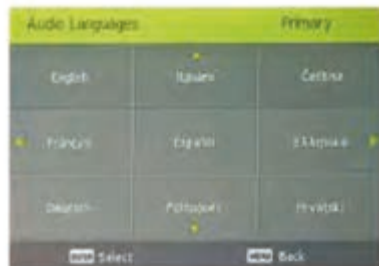 Audio Languages Primary
English Italiano Čeština
Français Español Ελληνικά
Deutsch Português Hrvatski
Select Back